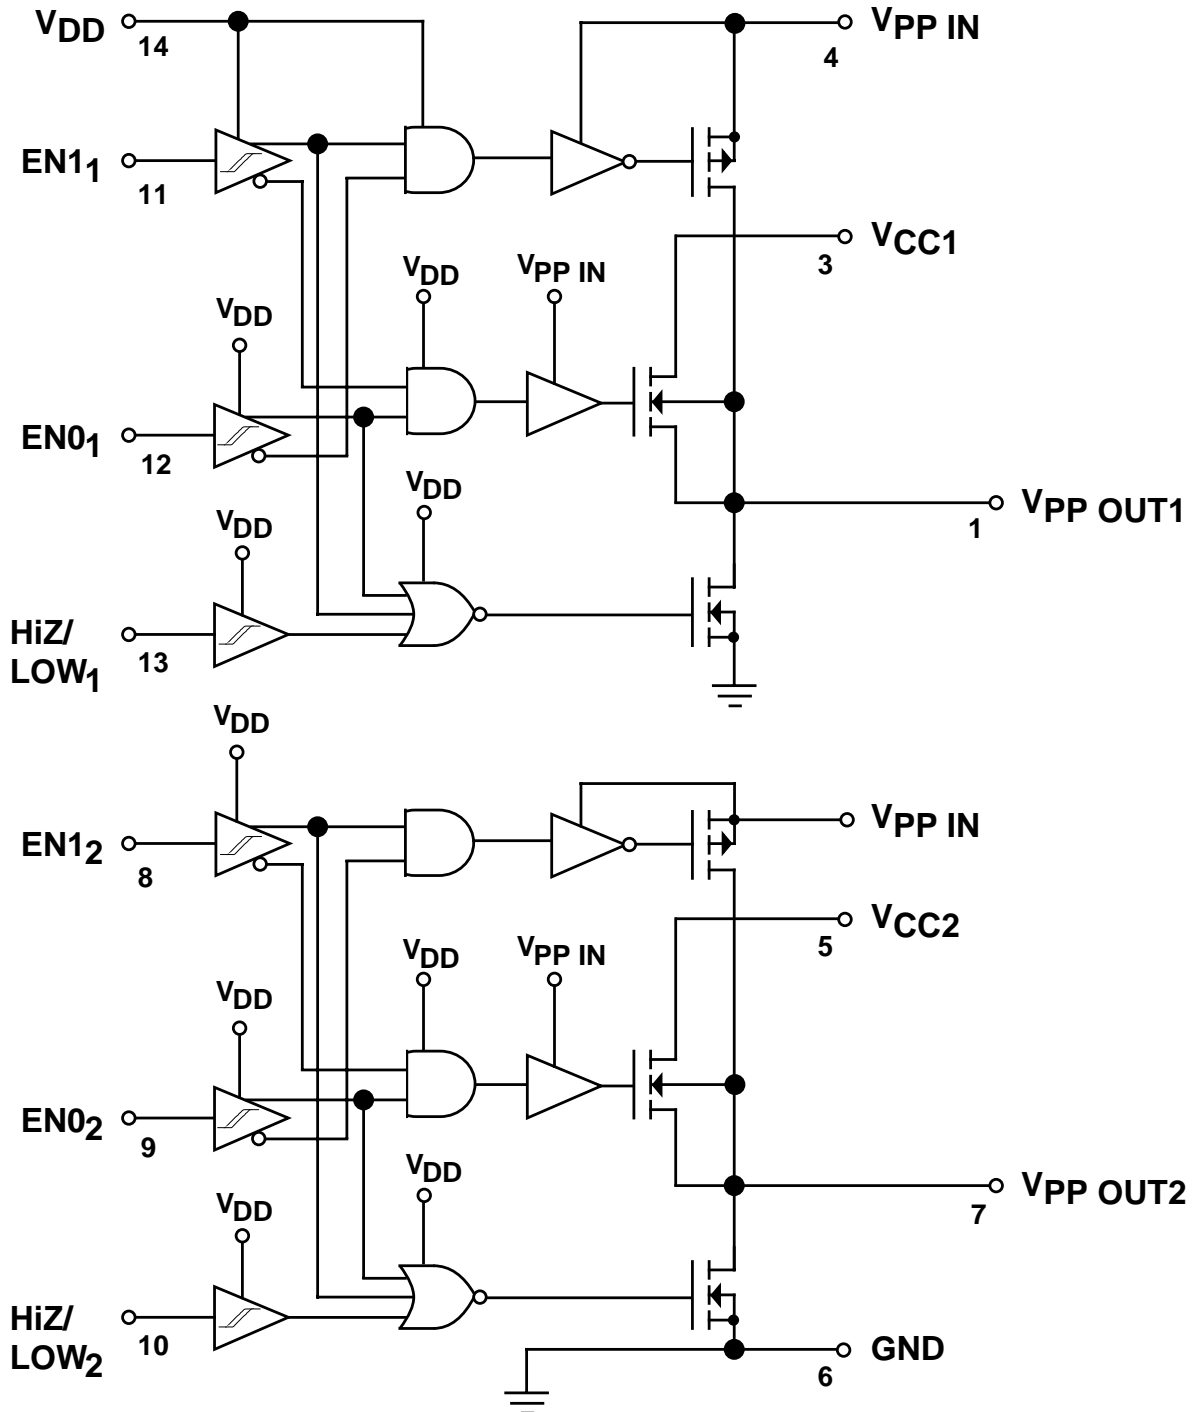 VDD
14
VPP IN
4
EN11
11
VCC1
3
VDD
VPP IN
VDD
EN01
12
VDD
VPP OUT1
1
VDD
HiZ/
LOW1
13
VDD
EN12
8
VPP IN
VCC2
5
VDD
VPP IN
VDD
EN02
9
VDD
VPP OUT2
7
VDD
HiZ/
LOW2
10
GND
6